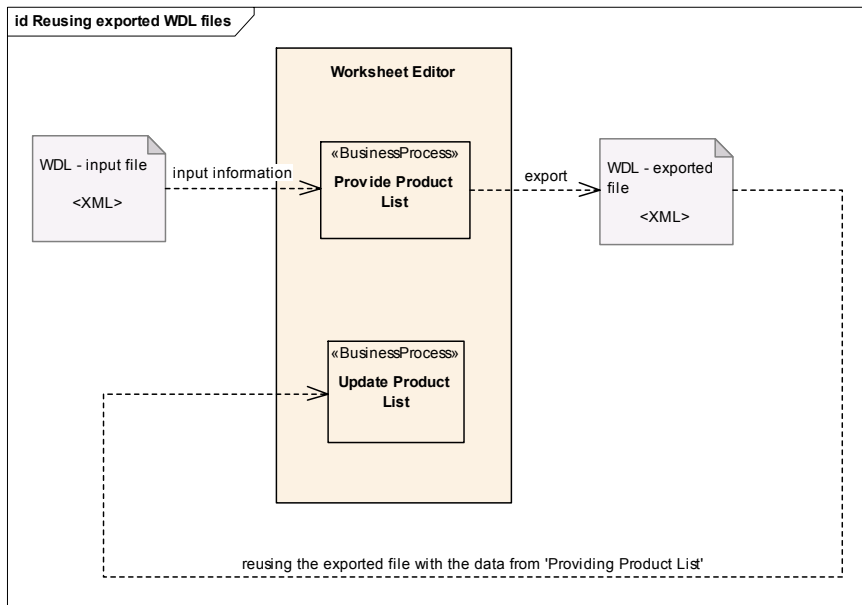 id Reusing exported WDL files
Worksheet Editor
WDL - input file
<XML>
input information
«BusinessProcess»
Provide Product
List
export
WDL - exported
file
<XML>
«BusinessProcess»
Update Product
List
reusing the exported file with the data from 'Providing Product List'